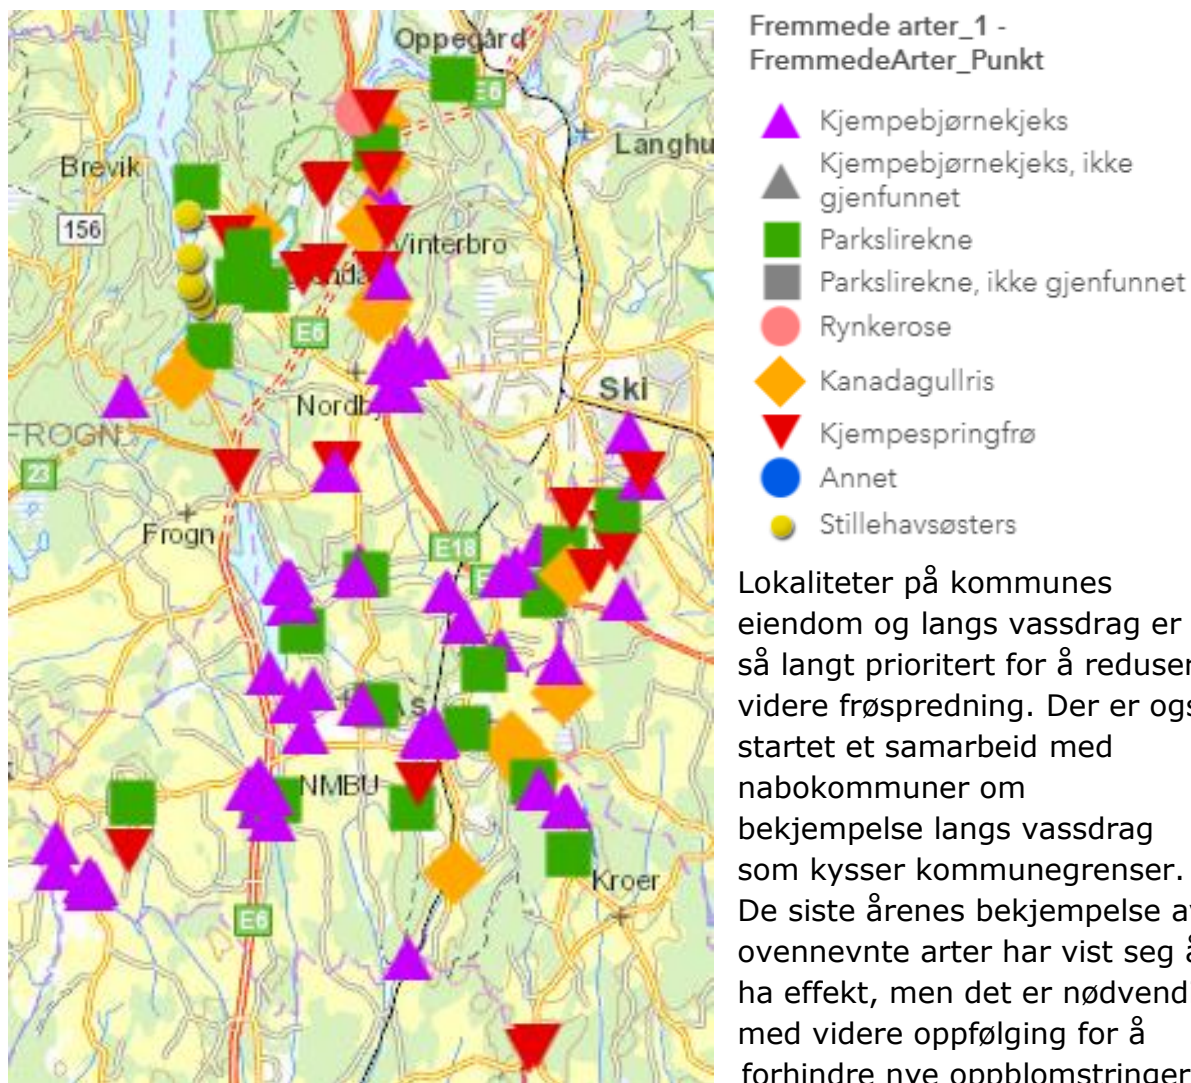 Oppegård
E6
Langhu
Brevik
156
Vinterbro
E6
Ski
Nordby
FROGN
23
Frogn
E18
Ås
NMBU
Kroer
E6
Fremmede arter_1 -
FremmedeArter_Punkt
Kjempebjørnekjeks
Kjempebjørnekjeks, ikke
gjenfunnet
Parkslirekne
Parkslirekne, ikke gjenfunnet
Rynkerose
Kanadagullris
Kjempespringfrø
Annet
Stillehavsøsters
Lokaliteter på kommunes
eiendom og langs vassdrag er
så langt prioritert for å reduser
videre frøspredning. Der er ogs
startet et samarbeid med
nabokommuner om
bekjempelse langs vassdrag
som kysser kommunegrenser.
De siste årenes bekjempelse av
ovennevnte arter har vist seg å
ha effekt, men det er nødvend
med videre oppfølging for å
forhindre nye oppblomstringer